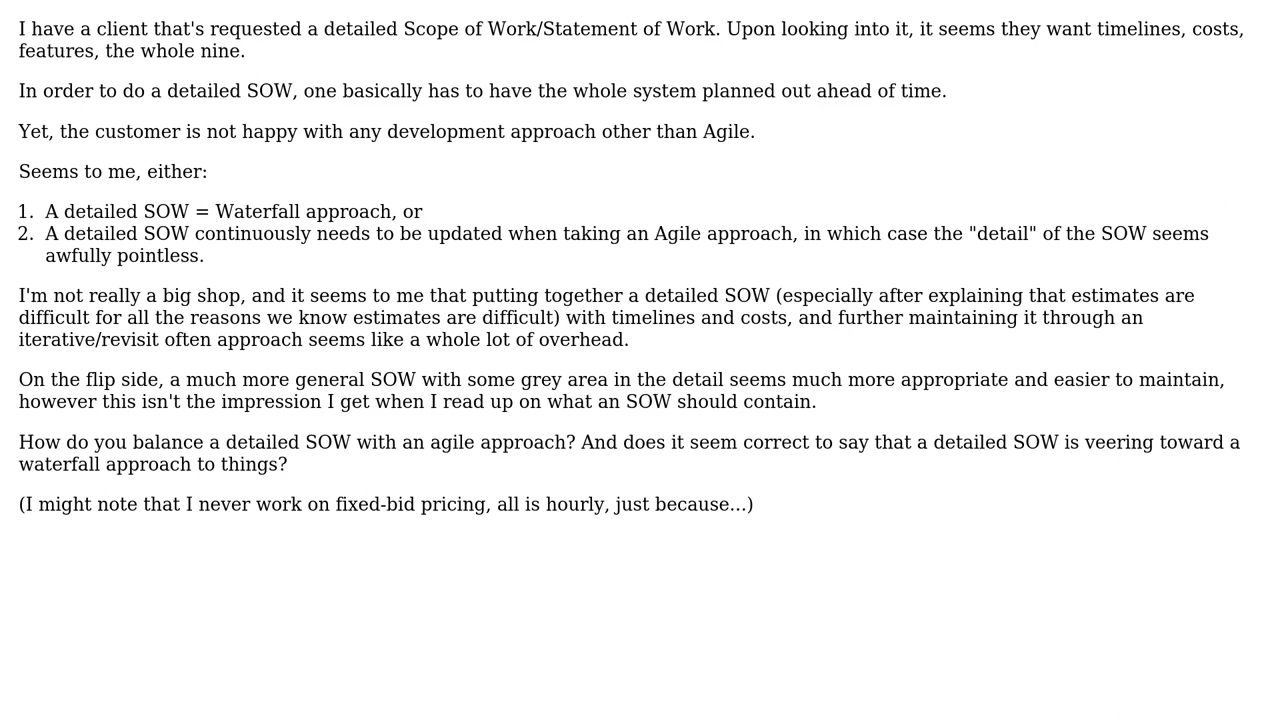 I have a client that's requested a detailed Scope of Work/Statement of Work. Upon looking into it, it seems they want timelines, costs,
features, the whole nine.
In order to do a detailed SOW, one basically has to have the whole system planned out ahead of time.
Yet, the customer is not happy with any development approach other than Agile.
Seems to me, either:
1. A detailed SOW = Waterfall approach, or
2. A detailed SOW continuously needs to be updated when taking an Agile approach, in which case the "detail" of the SOW seems
awfully pointless.
I'm not really a big shop, and it seems to me that putting together a detailed SOW (especially after explaining that estimates are
difficult for all the reasons we know estimates are difficult) with timelines and costs, and further maintaining it through an
iterative/revisit often approach seems like a whole lot of overhead.
On the flip side, a much more general SOW with some grey area in the detail seems much more appropriate and easier to maintain,
however this isn't the impression I get when I read up on what an SOW should contain.
How do you balance a detailed SOW with an agile approach? And does it seem correct to say that a detailed SOW is veering toward a
waterfall approach to things?
(I might note that I never work on fixed-bid pricing, all is hourly, just because...)